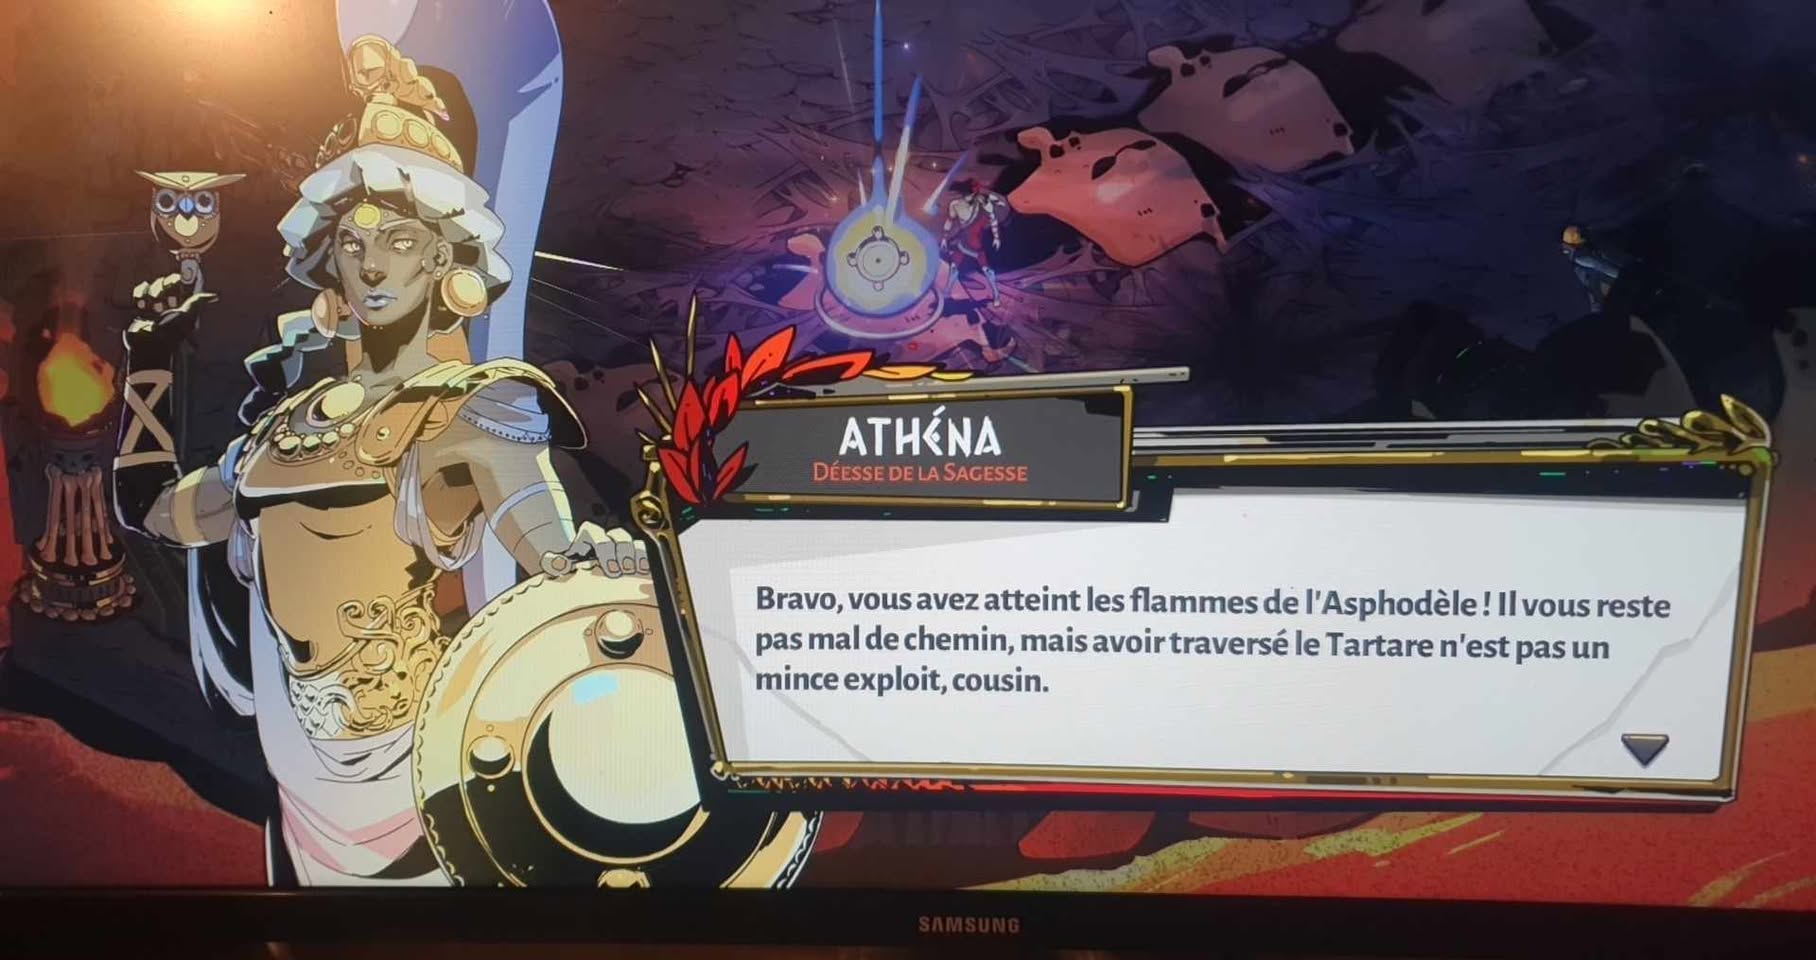 ATHÉNA
DÉESSE DE LA SAGESSE
Bravo, vous avez atteint les flammes de l'Asphodèle ! Il vous reste
pas mal de chemin, mais avoir traversé le Tartare n'est pas un
mince exploit, cousin.
SAMSUNG